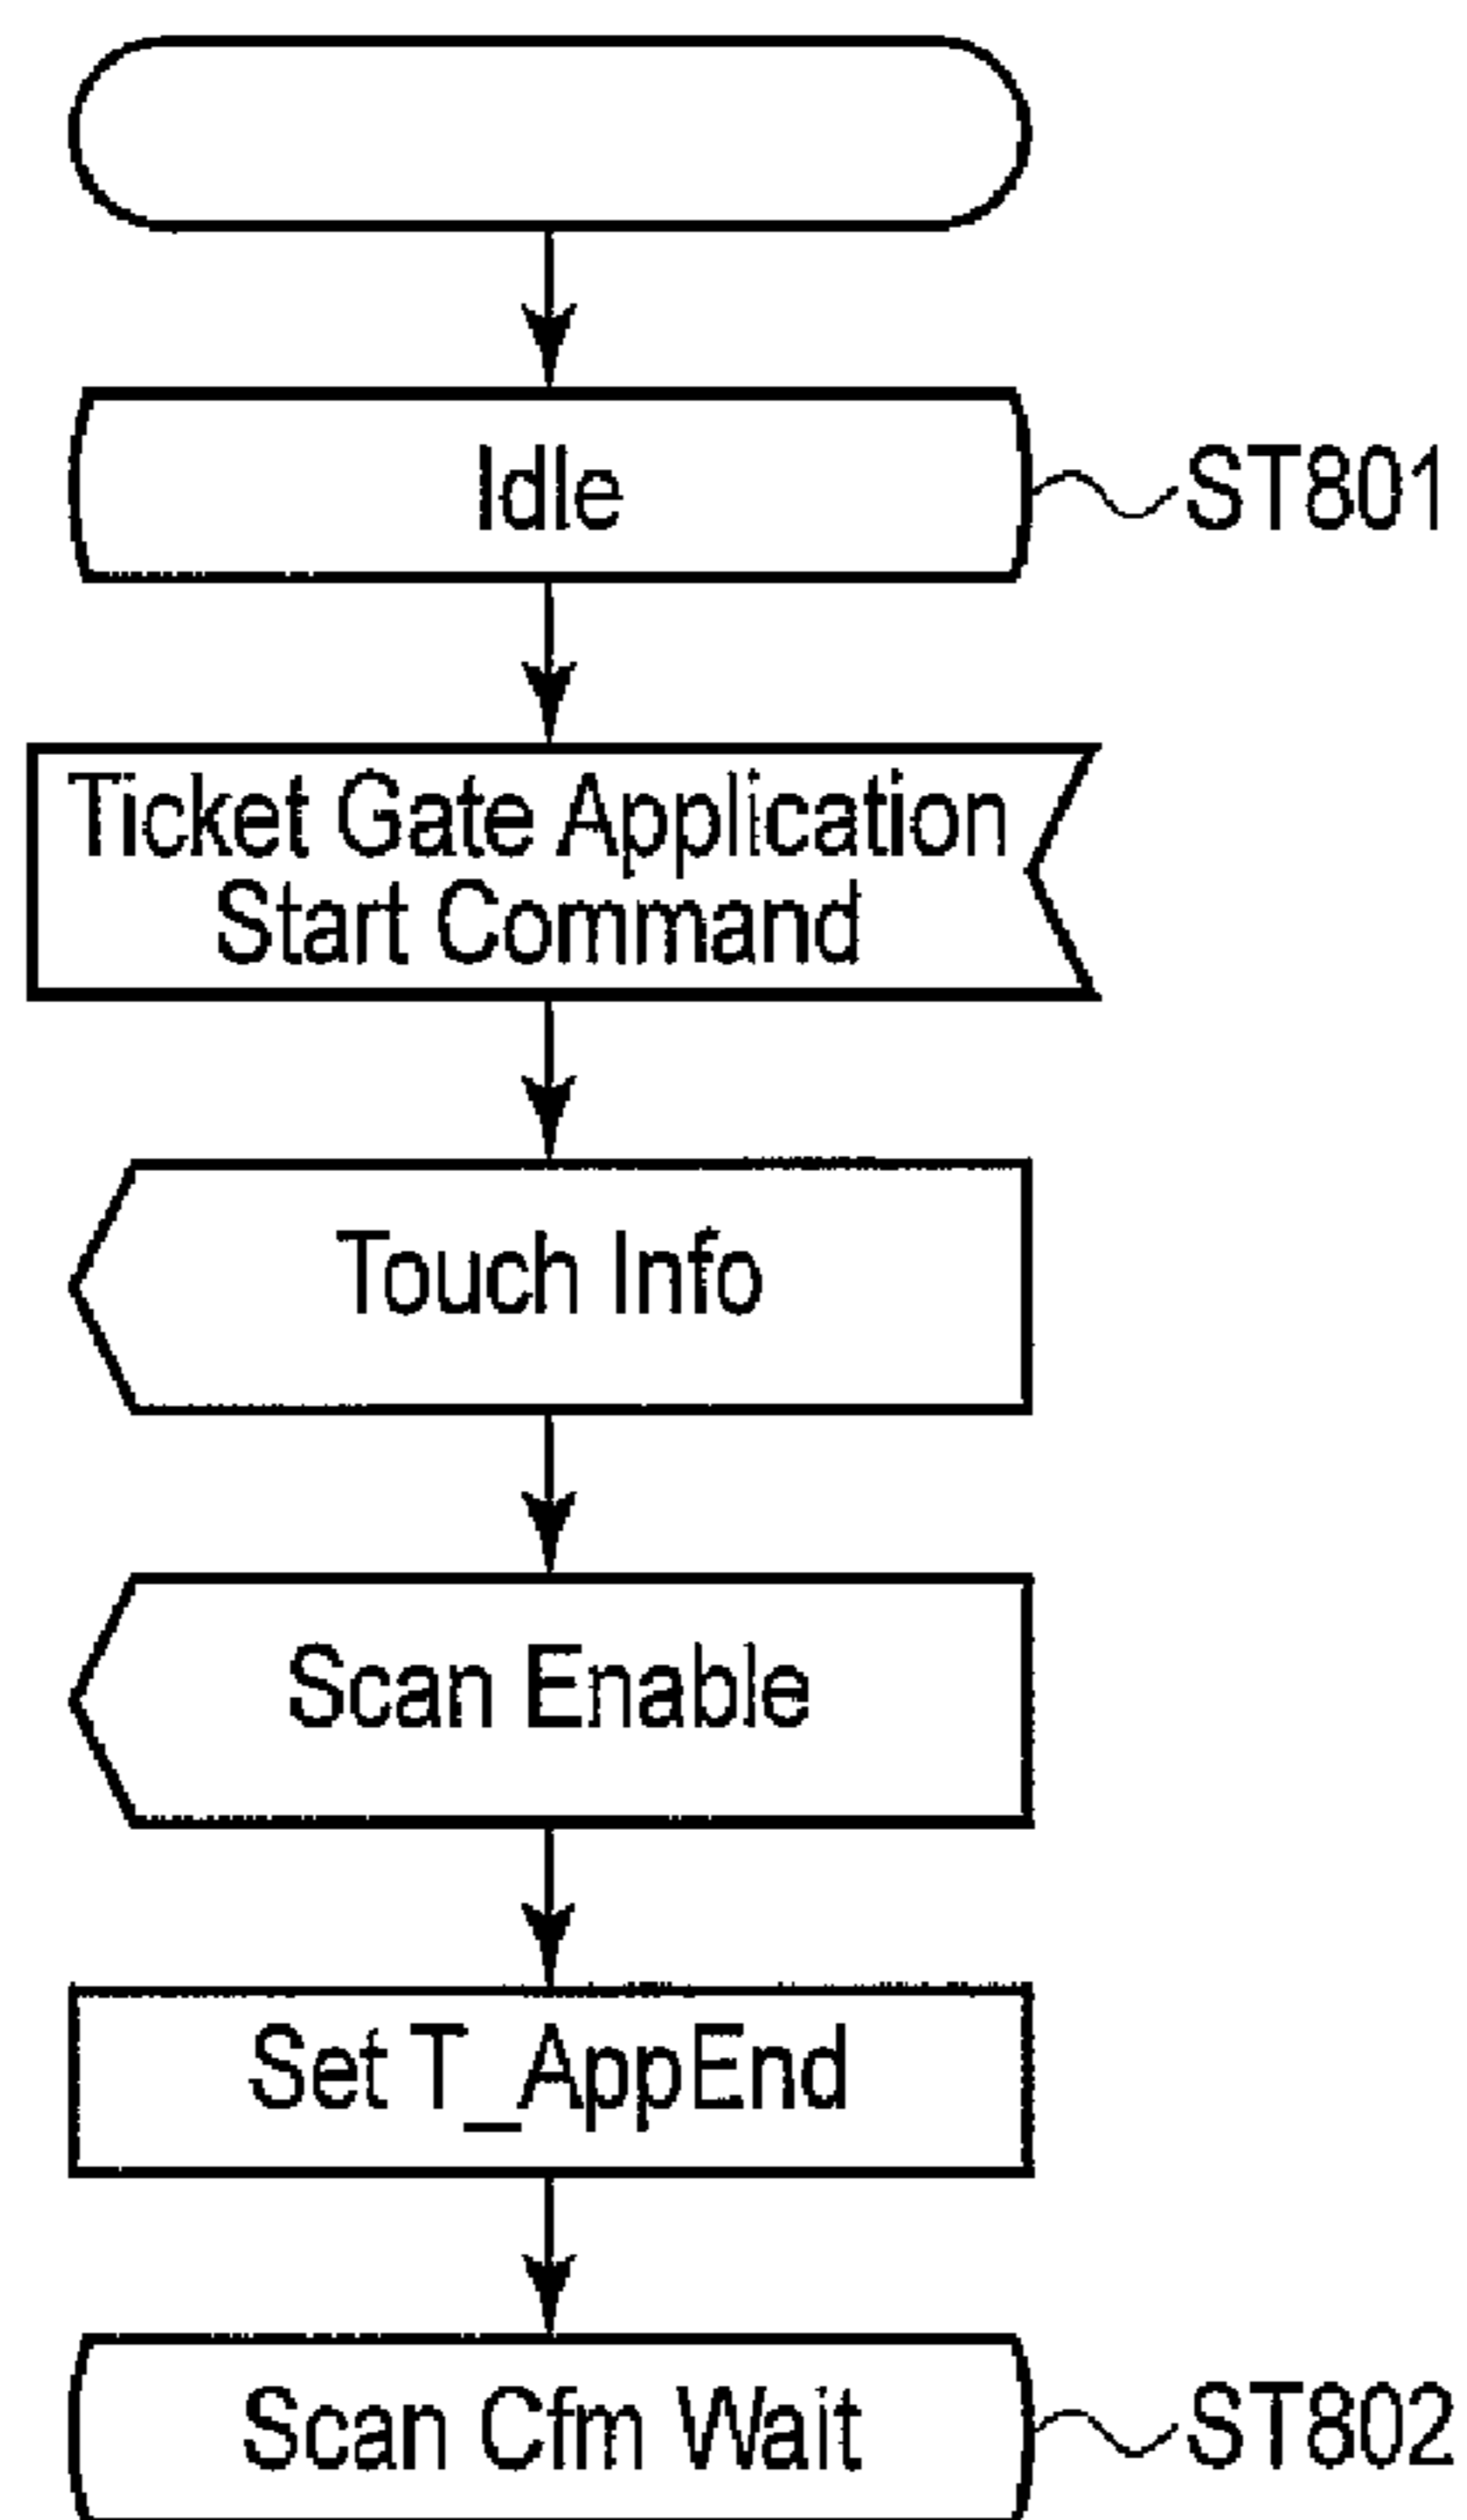 Idle
ST801
Ticket Gate Application
Start Command
Touch Info
Scan Enable
Set T_AppEnd
Scan Cfm Wait
ST802